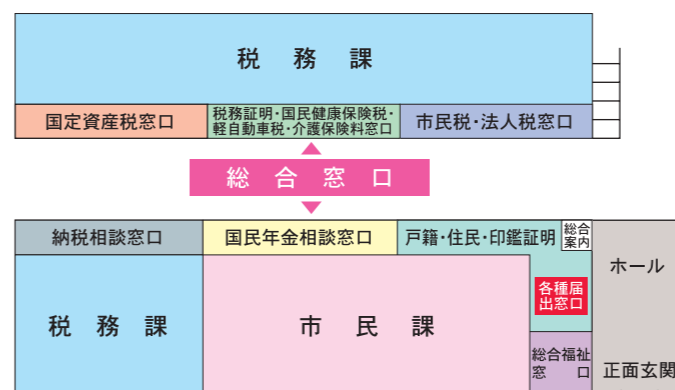 税務課
国定資産税窓口
税務証明・国民健康保険税・
軽自動車税・介護保険料窓口
市民税・法人税窓口
総合窓口
納税相談窓口
国民年金相談窓口
戸籍・住民・印鑑証明
総合
案内
ホール
各種届
出窓口
税務課
市民課
総合福祉
窓口
正面玄関